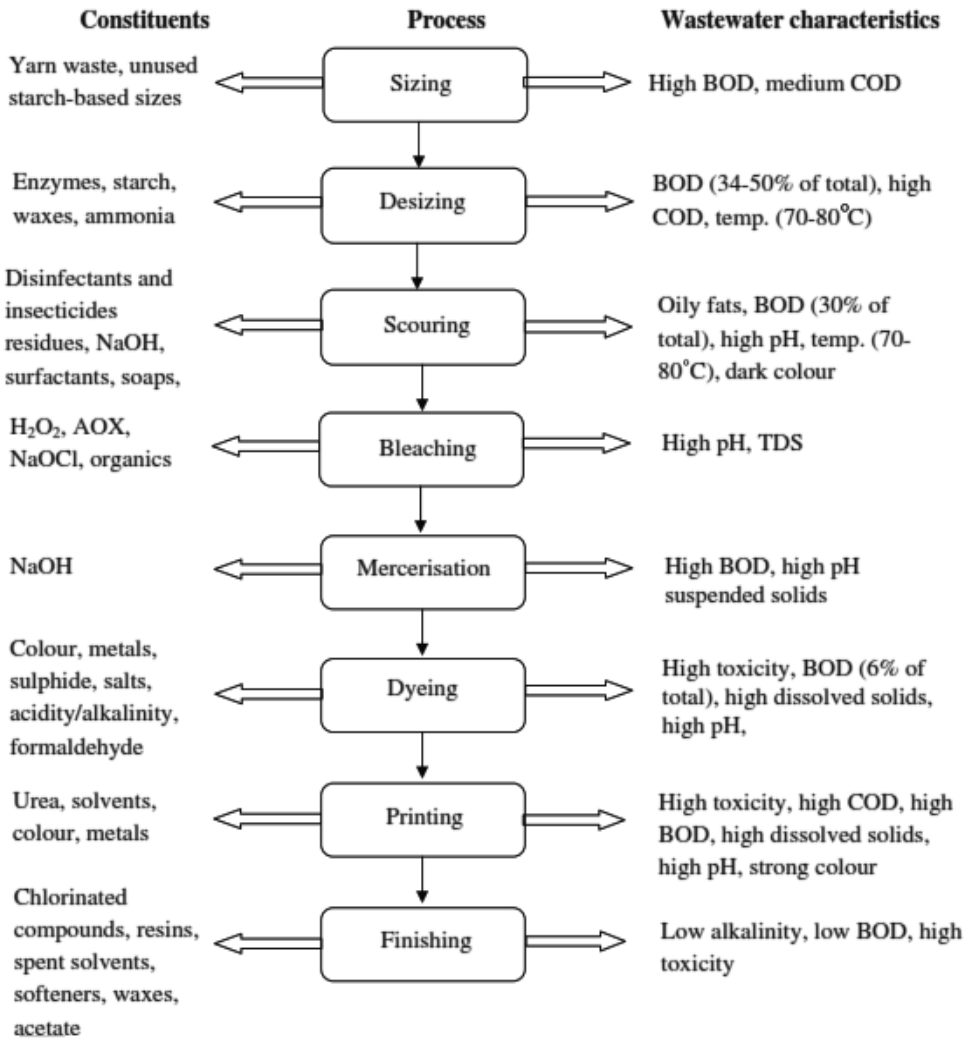 Constituents
Process
Wastewater characteristics
Yarn waste, unused
starch-based sizes
Sizing
High BOD, medium COD
Enzymes, starch,
waxes, ammonia
Desizing
BOD (34-50% of total), high
COD, temp. (70-80°C)
Disinfectants and
insecticides
residues, NaOH,
surfactants, soaps,
Scouring
Oily fats, BOD (30% of
total), high pH, temp. (70-
80°C), dark colour
H₂O₂, AOX,
NaOCl, organics
Bleaching
High pH, TDS
NaOH
Mercerisation
High BOD, high pH
suspended solids
Colour, metals,
sulphide, salts,
acidity/alkalinity,
formaldehyde
Dyeing
High toxicity, BOD (6% of
total), high dissolved solids,
high pH,
Urea, solvents,
colour, metals
Printing
High toxicity, high COD, high
BOD, high dissolved solids,
high pH, strong colour
Chlorinated
compounds, resins,
spent solvents,
softeners, waxes,
acetate
Finishing
Low alkalinity, low BOD, high
toxicity